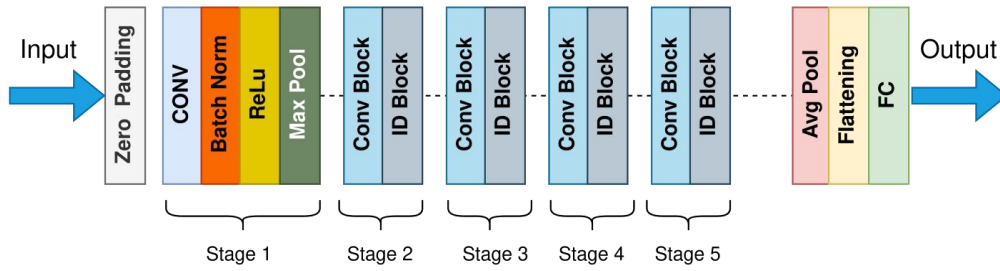 Input
Zero Padding
CONV
Batch Norm
ReLu
Max Pool
Conv Block
ID Block
Conv Block
ID Block
Conv Block
ID Block
Conv Block
ID Block
Avg Pool
Flattening
FC
Output
Stage 1
Stage 2
Stage 3
Stage 4
Stage 5